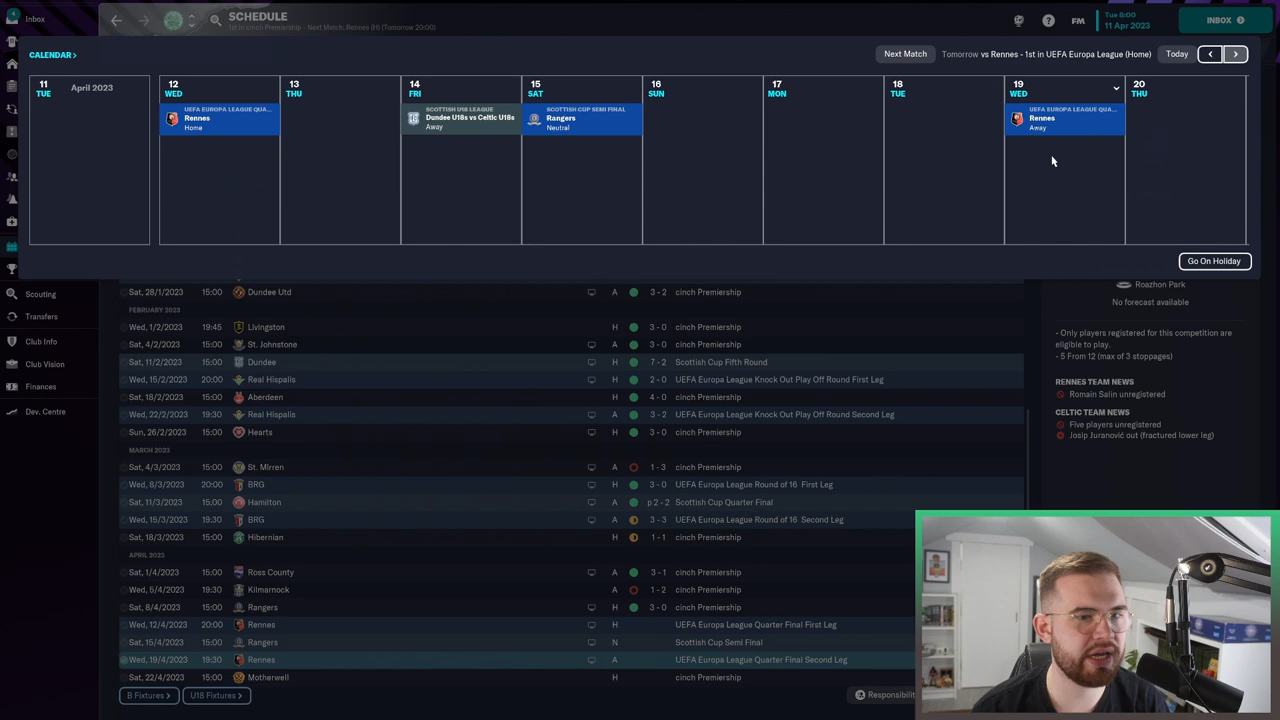 4
Inbox
SCHEDULE
1st in cinch Premiership - Next Match: Rennes (H) (Tomorrow 20:00)
FM
Tue 8:00
11 Apr 2023
INBOX
CALENDAR >
Next Match
Tomorrow vs Rennes - 1st in UEFA Europa League (Home)
Today
11
TUE
April 2023
12
WED
13
THU
14
FRI
15
SAT
16
SUN
17
MON
18
TUE
19
WED
20
THU
UEFA EUROPA LEAGUE QUA...
Rennes
Home
SCOTTISH U18 LEAGUE
Dundee U18s vs Celtic U18s
Away
SCOTTISH CUP SEMI FINAL
Rangers
Neutral
UEFA EUROPA LEAGUE QUA...
Rennes
Away
Go On Holiday
Scouting
Transfers
Club Info
Club Vision
Finances
Dev. Centre
Sat, 28/1/2023 15:00 Dundee Utd A 3 - 2 cinch Premiership
FEBRUARY 2023
Wed, 1/2/2023 19:45 Livingston H 3 - 0 cinch Premiership
Sat, 4/2/2023 15:00 St. Johnstone A 3 - 0 cinch Premiership
Sat, 11/2/2023 15:00 Dundee H 7 - 2 Scottish Cup Fifth Round
Wed, 15/2/2023 20:00 Real Hispalis H 2 - 0 UEFA Europa League Knock Out Play Off Round First Leg
Sat, 18/2/2023 15:00 Aberdeen H 4 - 0 cinch Premiership
Wed, 22/2/2023 19:30 Real Hispalis A 3 - 2 UEFA Europa League Knock Out Play Off Round Second Leg
Sun, 26/2/2023 15:00 Hearts H 3 - 0 cinch Premiership
MARCH 2023
Sat, 4/3/2023 15:00 St. Mirren A 1 - 3 cinch Premiership
Wed, 8/3/2023 20:00 BRG H 3 - 0 UEFA Europa League Round of 16 First Leg
Sat, 11/3/2023 15:00 Hamilton A p 2 - 2 Scottish Cup Quarter Final
Wed, 15/3/2023 19:30 BRG A 3 - 3 UEFA Europa League Round of 16 Second Leg
Sat, 18/3/2023 15:00 Hibernian H 1 - 1 cinch Premiership
APRIL 2023
Sat, 1/4/2023 15:00 Ross County A 3 - 1 cinch Premiership
Wed, 5/4/2023 19:30 Kilmarnock A 1 - 2 cinch Premiership
Sat, 8/4/2023 15:00 Rangers H 3 - 0 cinch Premiership
Wed, 12/4/2023 20:00 Rennes H UEFA Europa League Quarter Final First Leg
Sat, 15/4/2023 15:00 Rangers N Scottish Cup Semi Final
Wed, 19/4/2023 19:30 Rennes A UEFA Europa League Quarter Final Second Leg
Sat, 22/4/2023 15:00 Motherwell H cinch Premiership
B Fixtures >
U18 Fixtures >
Responsibilit
Roazhon Park
No forecast available
- Only players registered for this competition are
eligible to play.
- 5 From 12 (max of 3 stoppages)
RENNES TEAM NEWS
Romain Salin unregistered
CELTIC TEAM NEWS
Five players unregistered
Josip Juranović out (fractured lower leg)